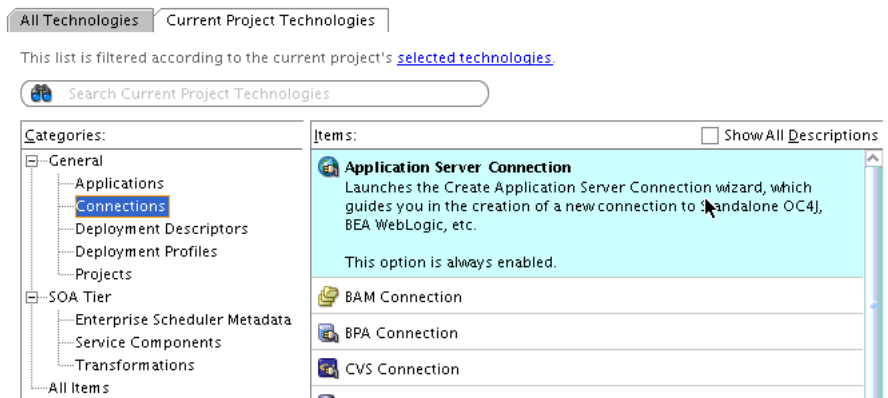 All Technologies
Current Project Technologies
This list is filtered according to the current project's selected technologies.
Search Current Project Technologies
Categories:
General
Applications
Connections
Deployment Descriptors
Deployment Profiles
Projects
SOA Tier
Enterprise Scheduler Metadata
Service Components
Transformations
All Items
Items:
Show All Descriptions
Application Server Connection
Launches the Create Application Server Connection wizard, which
guides you in the creation of a new connection to Standalone OC4J,
BEA WebLogic, etc.
This option is always enabled.
BAM Connection
BPA Connection
CVS Connection